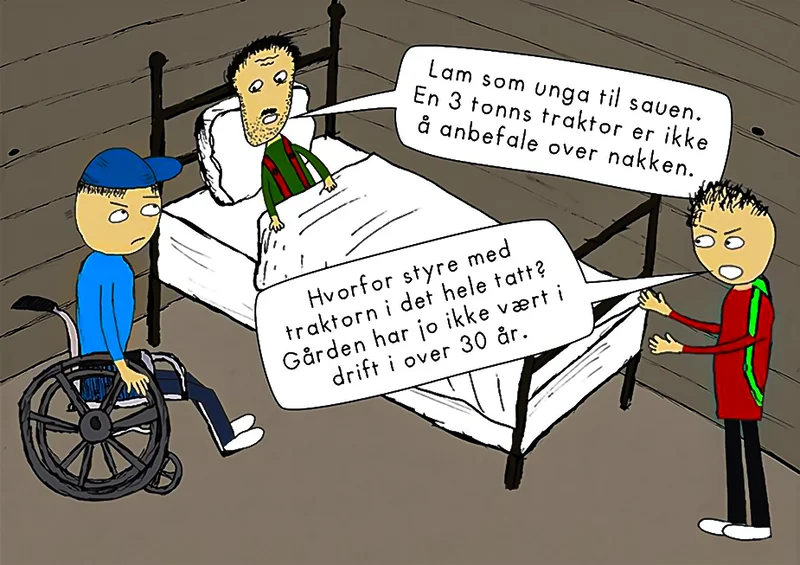 Lam som unga til sauen.
En 3 tonns traktor er ikke
å anbefale over nakken.
Hvorfor styre med
traktorn i det hele tatt?
Gården har jo ikke vært i
drift i over 30 år.